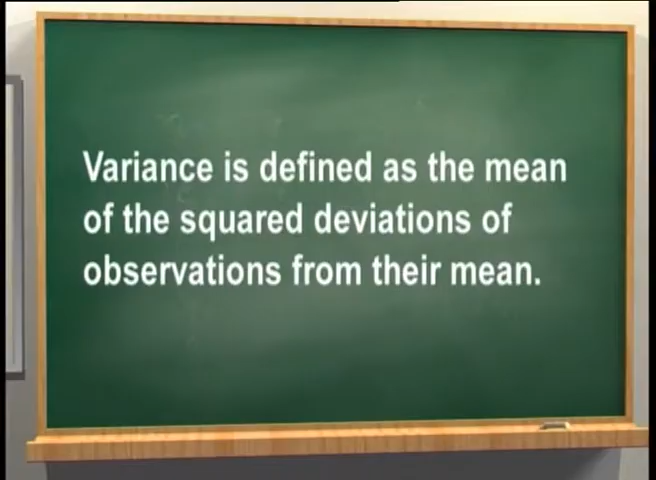 Variance is defined as the mean
of the squared deviations of
observations from their mean.